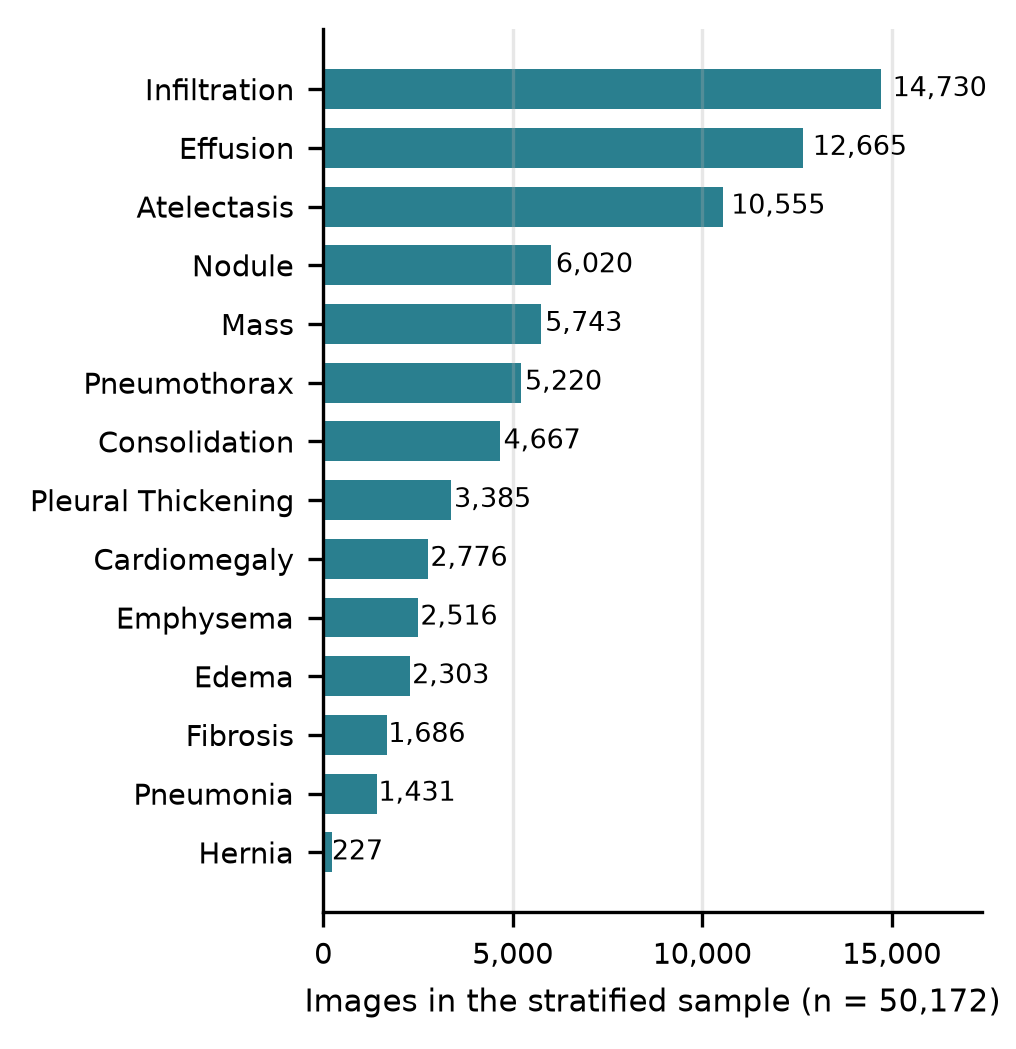 Infiltration 14,730
Effusion 12,665
Atelectasis 10,555
Nodule 6,020
Mass 5,743
Pneumothorax 5,220
Consolidation 4,667
Pleural Thickening 3,385
Cardiomegaly 2,776
Emphysema 2,516
Edema 2,303
Fibrosis 1,686
Pneumonia 1,431
Hernia 227
0 5,000 10,000 15,000
Images in the stratified sample (n = 50,172)